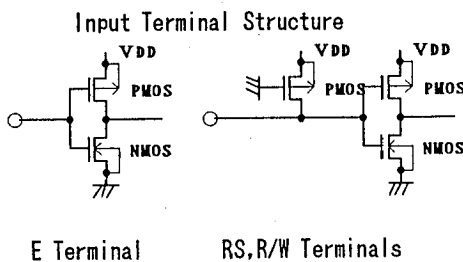 Input Terminal Structure
VDD
VDD
VDD
PMOS
PMOS
PMOS
NMOS
NMOS
E Terminal
RS,R/W Terminals